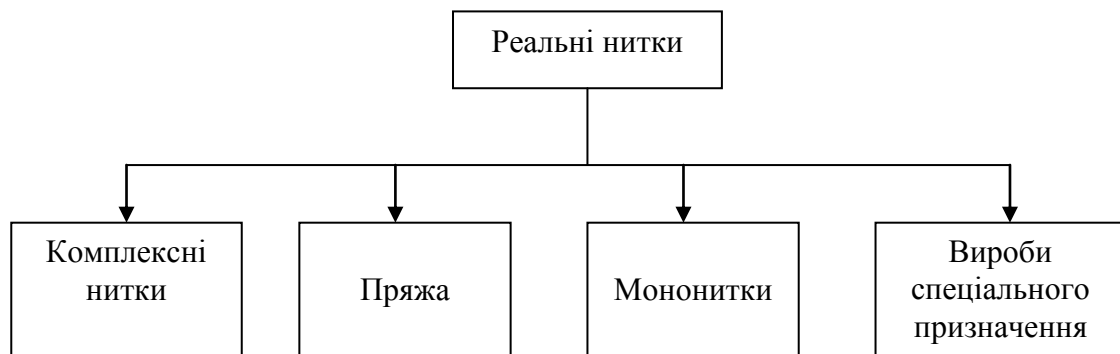 Реальні нитки
Комплексні
нитки
Пряжа
Мононитки
Вироби
спеціального
призначення